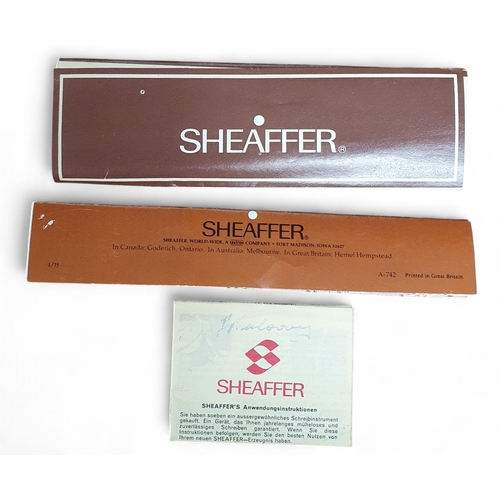 SHEAFFER®
SHEAFFER®
SHEAFFER, WORLD-WIDE, A textron COMPANY • FORT MADISON, IOWA 52627
In Canada: Goderich, Ontario. In Australia: Melbourne. In Great Britain: Hemel Hempstead.
1/75
A-742 Printed in Great Britain
SHEAFFER
SHEAFFER'S Anwendungsinstruktionen
Sie haben soeben ein aussergewöhnliches Schreibinstrument
gekauft. Ein Gerät, das Ihnen jahrelanges müheloses und
zuverlässiges Schreiben garantiert. Wenn Sie diese
Instruktionen befolgen, werden Sie den besten Nutzen von
Ihrem neuen SHEAFFER—Erzeugnis haben.